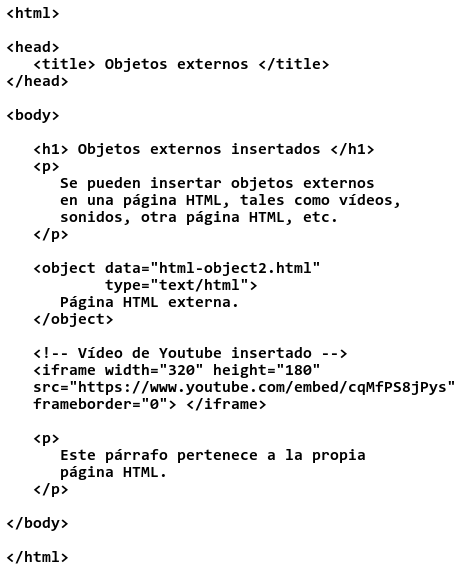 <html>
<head>
<title> Objetos externos </title>
</head>
<body>
<h1> Objetos externos insertados </h1>
<p>
Se pueden insertar objetos externos
en una página HTML, tales como vídeos,
sonidos, otra página HTML, etc.
</p>
<object data="html-object2.html"
type="text/html">
Página HTML externa.
</object>
<!-- Vídeo de Youtube insertado -->
<iframe width="320" height="180"
src="https://www.youtube.com/embed/cqMfPS8jPys"
frameborder="0"> </iframe>
<p>
Este párrafo pertenece a la propia
página HTML.
</p>
</body>
</html>